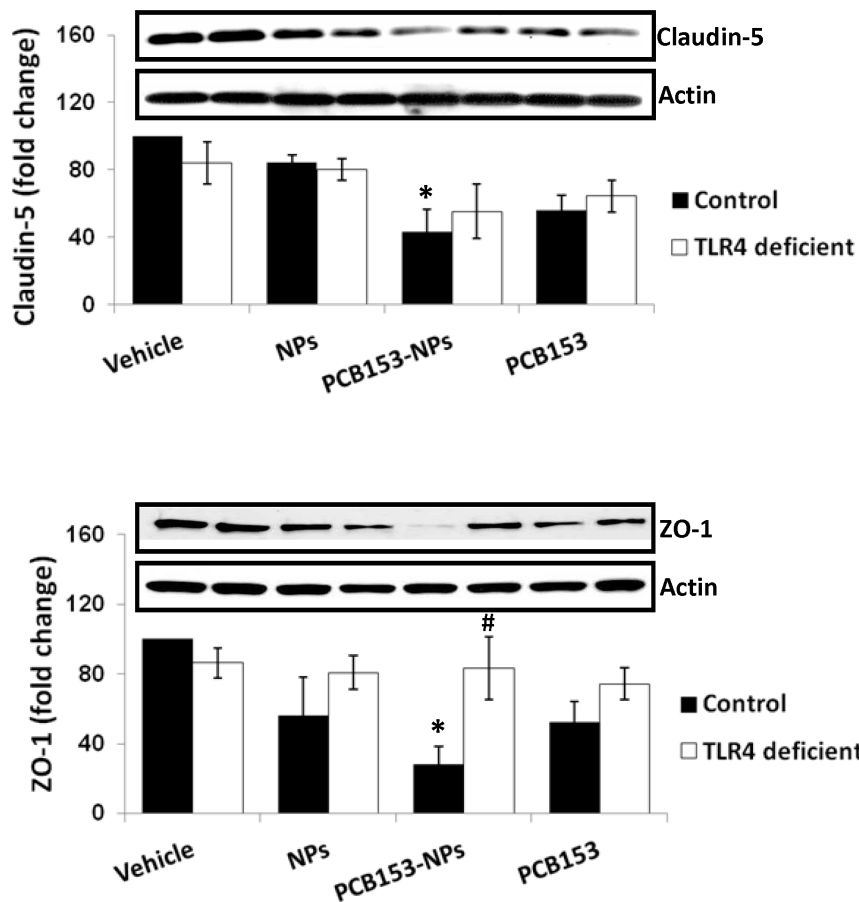 Claudin-5
Actin
Claudin-5 (fold change)
160
120
80
40
0
*
Control
TLR4 deficient
Vehicle
NPs
PCB153-NPs
PCB153
ZO-1
Actin
ZO-1 (fold change)
160
120
80
40
0
#
*
Control
TLR4 deficient
Vehicle
NPs
PCB153-NPs
PCB153